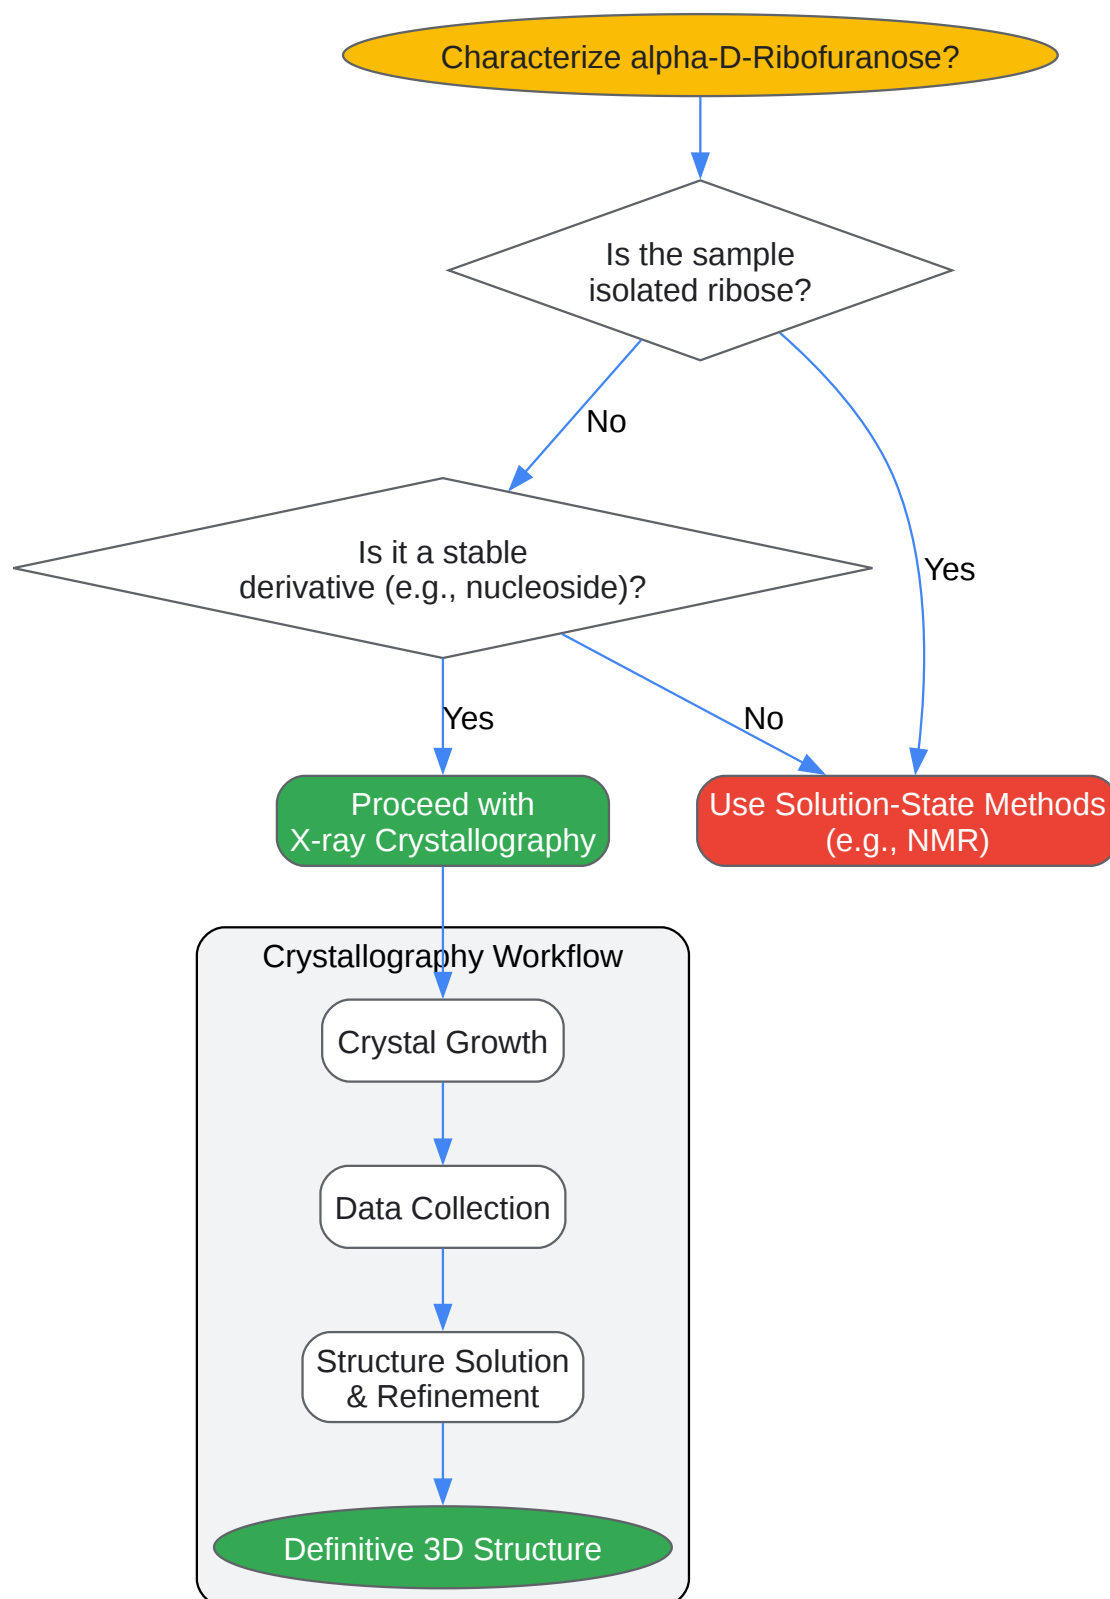 Characterize alpha-D-Ribofuranose?
Is the sample
isolated ribose?
No
Yes
Is it a stable
derivative (e.g., nucleoside)?
Yes
No
Proceed with
X-ray Crystallography
Use Solution-State Methods
(e.g., NMR)
Crystallography Workflow
Crystal Growth
Data Collection
Structure Solution
& Refinement
Definitive 3D Structure